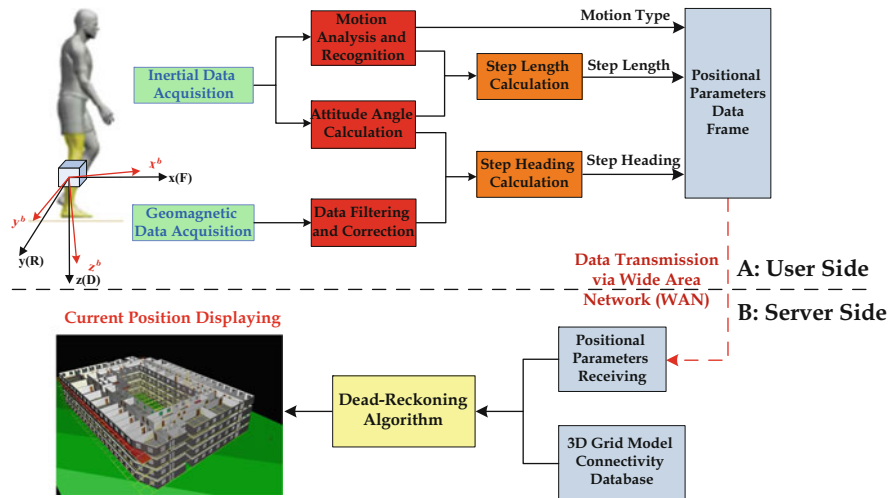 Motion
Analysis and
Recognition
Motion Type
Inertial Data
Acquisition
Step Length
Calculation
Step Length
Positional
Parameters
Data
Frame
Attitude Angle
Calculation
x^b
x(F)
Step Heading
Calculation
Step Heading
y^b
Geomagnetic
Data Acquisition
Data Filtering
and Correction
y(R)
z^b
z(D)
Data Transmission
via Wide Area
Network (WAN)
A: User Side
B: Server Side
Current Position Displaying
Positional
Parameters
Receiving
Dead-Reckoning
Algorithm
3D Grid Model
Connectivity
Database